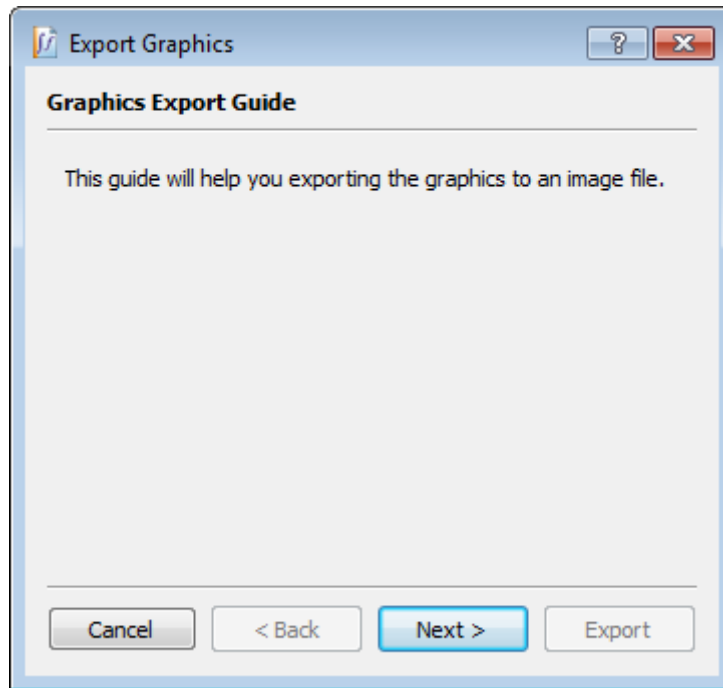 Export Graphics
Graphics Export Guide
This guide will help you exporting the graphics to an image file.
Cancel < Back Next > Export